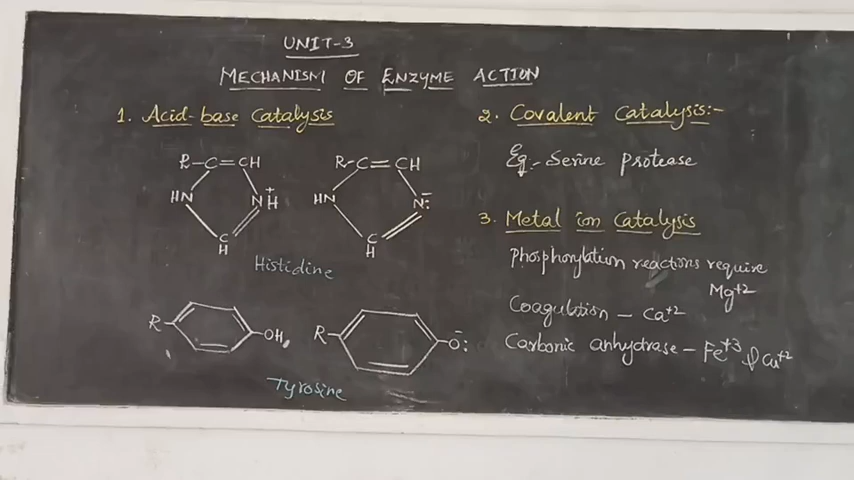 UNIT-3
MECHANISM OF ENZYME ACTION
1. Acid-base Catalysis
R-C=CH
HN
N+H
C
H
R-C=CH
HN
N:-
C
H
Histidine
R
OH
R
O:-
Tyrosine
2. Covalent Catalysis:-
Eg.- Serine protease
3. Metal ion Catalysis
Phosphorylation reactions require
Mg+2
Coagulation - Ca+2
Carbonic anhydrase - Fe+3 & Cu+2